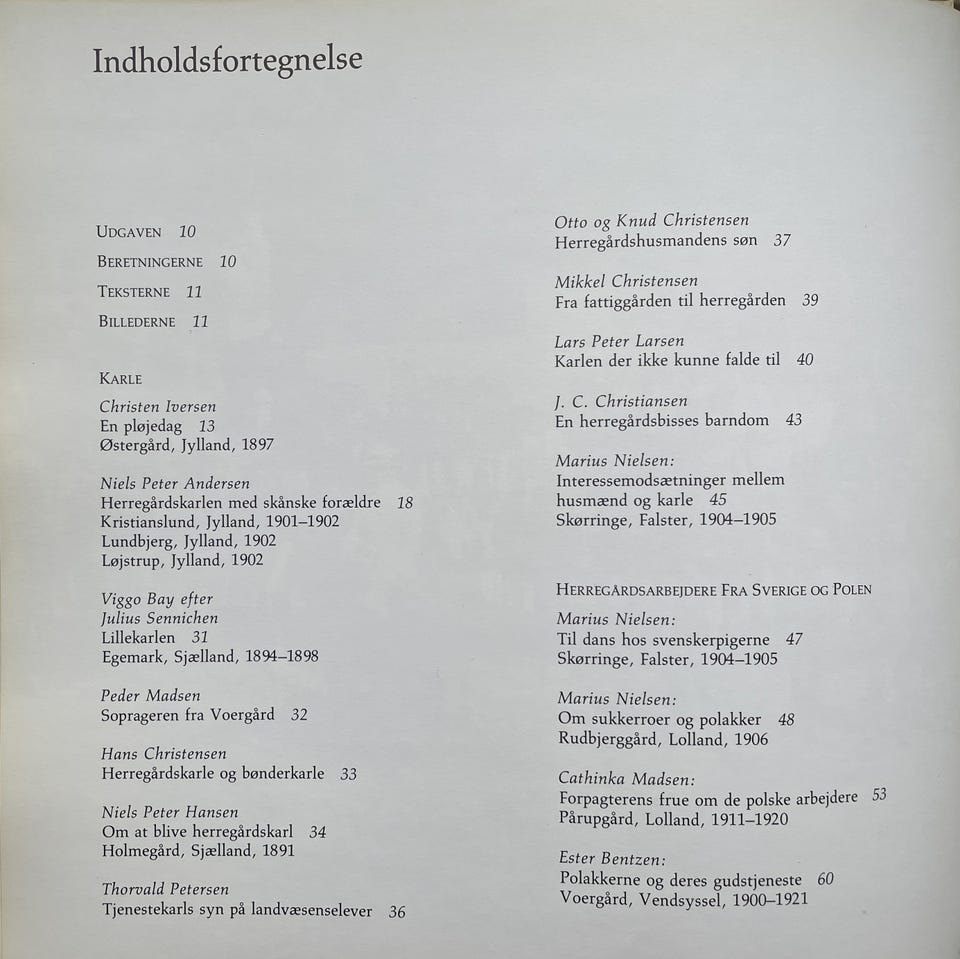 Indholdsfortegnelse
UDGAVEN 10
BERETNINGERNE 10
TEKSTERNE 11
BILLEDERNE 11
KARLE
Christen Iversen
En pløjedag 13
Østergård, Jylland, 1897
Niels Peter Andersen
Herregårdskarlen med skånske forældre 18
Kristianslund, Jylland, 1901–1902
Lundbjerg, Jylland, 1902
Løjstrup, Jylland, 1902
Viggo Bay efter
Julius Sennichen
Lillekarlen 31
Egemark, Sjælland, 1894–1898
Peder Madsen
Soprageren fra Voergård 32
Hans Christensen
Herregårdskarle og bønderkarle 33
Niels Peter Hansen
Om at blive herregårdskarl 34
Holmegård, Sjælland, 1891
Thorvald Petersen
Tjenestekarls syn på landvæsenselever 36
Otto og Knud Christensen
Herregårdshusmandens søn 37
Mikkel Christensen
Fra fattiggården til herregården 39
Lars Peter Larsen
Karlen der ikke kunne falde til 40
J. C. Christiansen
En herregårdsbisses barndom 43
Marius Nielsen:
Interessemodsætninger mellem
husmænd og karle 45
Skørringe, Falster, 1904–1905
HERREGÅRDSARBEJDERE FRA SVERIGE OG POLEN
Marius Nielsen:
Til dans hos svenskerpigerne 47
Skørringe, Falster, 1904–1905
Marius Nielsen:
Om sukkerroer og polakker 48
Rudbjerggård, Lolland, 1906
Cathinka Madsen:
Forpagterens frue om de polske arbejdere 53
Pårupgård, Lolland, 1911–1920
Ester Bentzen:
Polakkerne og deres gudstjeneste 60
Voergård, Vendsyssel, 1900–1921